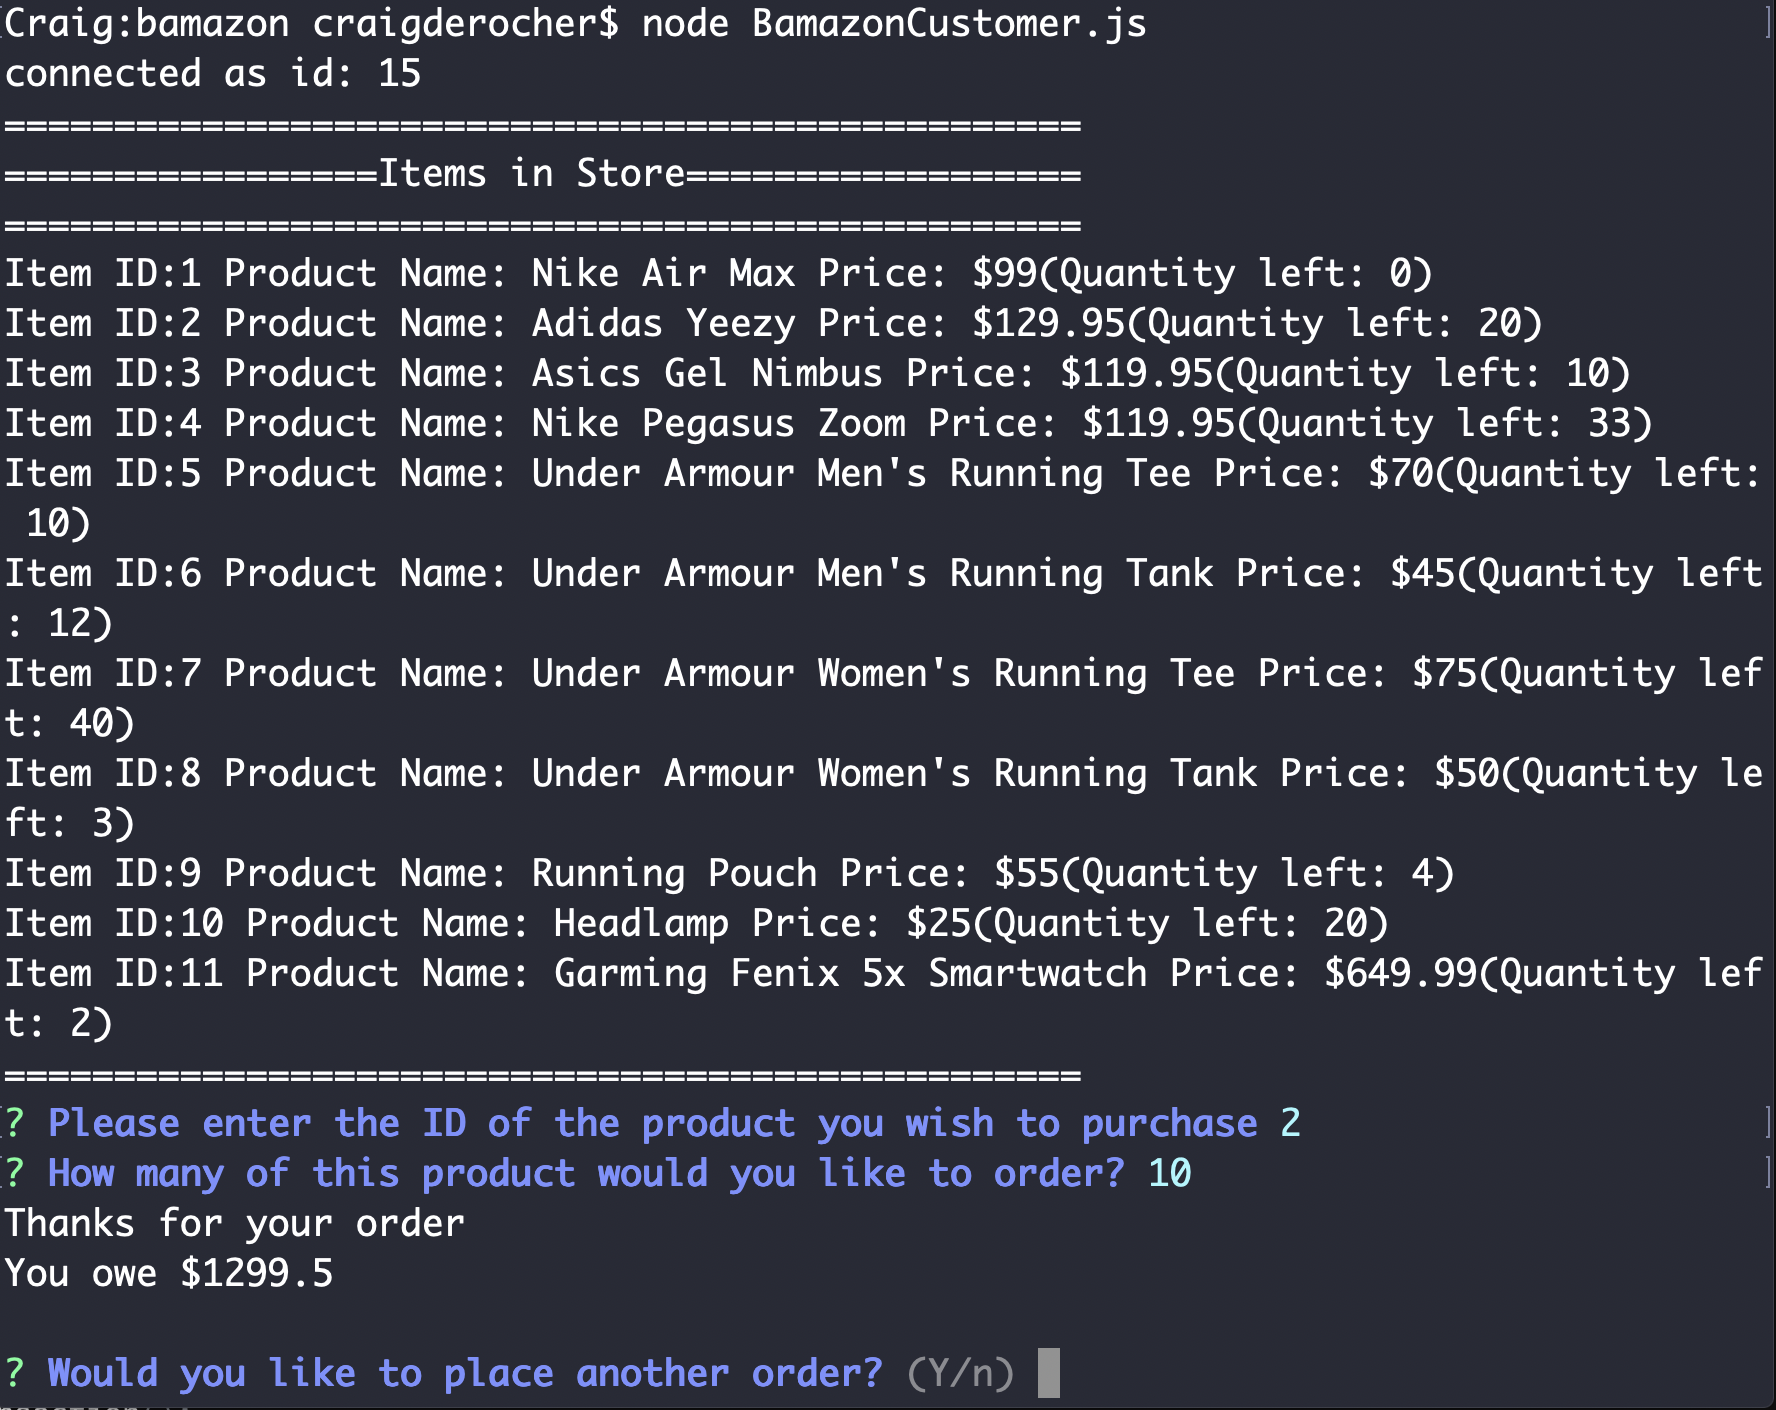 Craig:bamazon craigderocher$ node BamazonCustomer.js
connected as id: 15
=================================================
=================Items in Store==================
=================================================
Item ID:1 Product Name: Nike Air Max Price: $99(Quantity left: 0)
Item ID:2 Product Name: Adidas Yeezy Price: $129.95(Quantity left: 20)
Item ID:3 Product Name: Asics Gel Nimbus Price: $119.95(Quantity left: 10)
Item ID:4 Product Name: Nike Pegasus Zoom Price: $119.95(Quantity left: 33)
Item ID:5 Product Name: Under Armour Men's Running Tee Price: $70(Quantity left:
 10)
Item ID:6 Product Name: Under Armour Men's Running Tank Price: $45(Quantity left
: 12)
Item ID:7 Product Name: Under Armour Women's Running Tee Price: $75(Quantity lef
t: 40)
Item ID:8 Product Name: Under Armour Women's Running Tank Price: $50(Quantity le
ft: 3)
Item ID:9 Product Name: Running Pouch Price: $55(Quantity left: 4)
Item ID:10 Product Name: Headlamp Price: $25(Quantity left: 20)
Item ID:11 Product Name: Garming Fenix 5x Smartwatch Price: $649.99(Quantity lef
t: 2)
=================================================
? Please enter the ID of the product you wish to purchase 2
? How many of this product would you like to order? 10
Thanks for your order
You owe $1299.5
? Would you like to place another order? (Y/n)